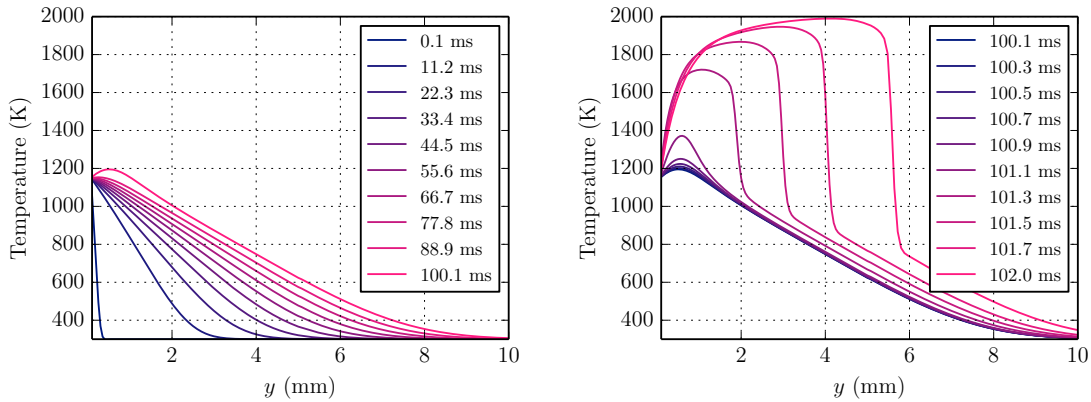 Temperature (K)
2000
1800
1600
1400
1200
1000
800
600
400
2
4
6
8
10
y (mm)
0.1 ms
11.2 ms
22.3 ms
33.4 ms
44.5 ms
55.6 ms
66.7 ms
77.8 ms
88.9 ms
100.1 ms
Temperature (K)
2000
1800
1600
1400
1200
1000
800
600
400
2
4
6
8
10
y (mm)
100.1 ms
100.3 ms
100.5 ms
100.7 ms
100.9 ms
101.1 ms
101.3 ms
101.5 ms
101.7 ms
102.0 ms